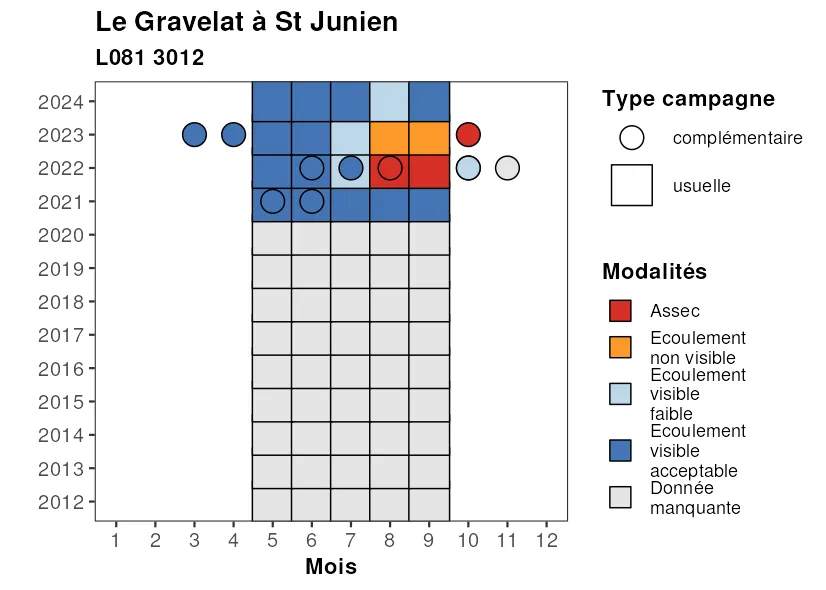 Le Gravelat à St Junien
L081 3012
2024
2023
2022
2021
2020
2019
2018
2017
2016
2015
2014
2013
2012
1 2 3 4 5 6 7 8 9 10 11 12
Mois
Type campagne
complémentaire
usuelle
Modalités
Assec
Ecoulement
non visible
Ecoulement
visible
faible
Ecoulement
visible
acceptable
Donnée
manquante